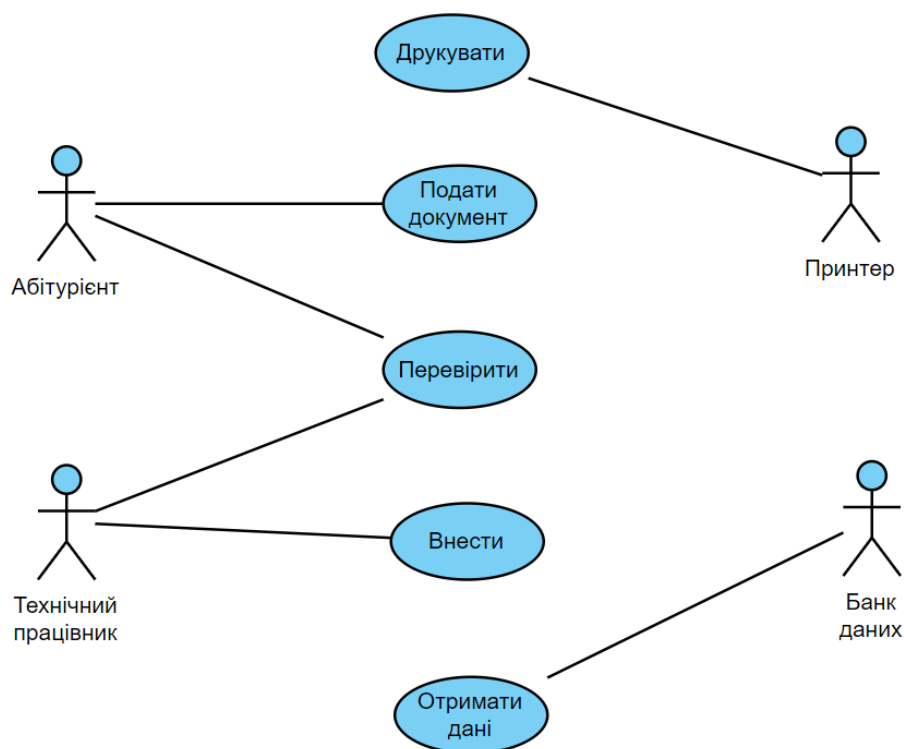 Друкувати
Подати
документ
Абітурієнт
Принтер
Перевірити
Внести
Технічний
працівник
Банк
даних
Отримати
дані